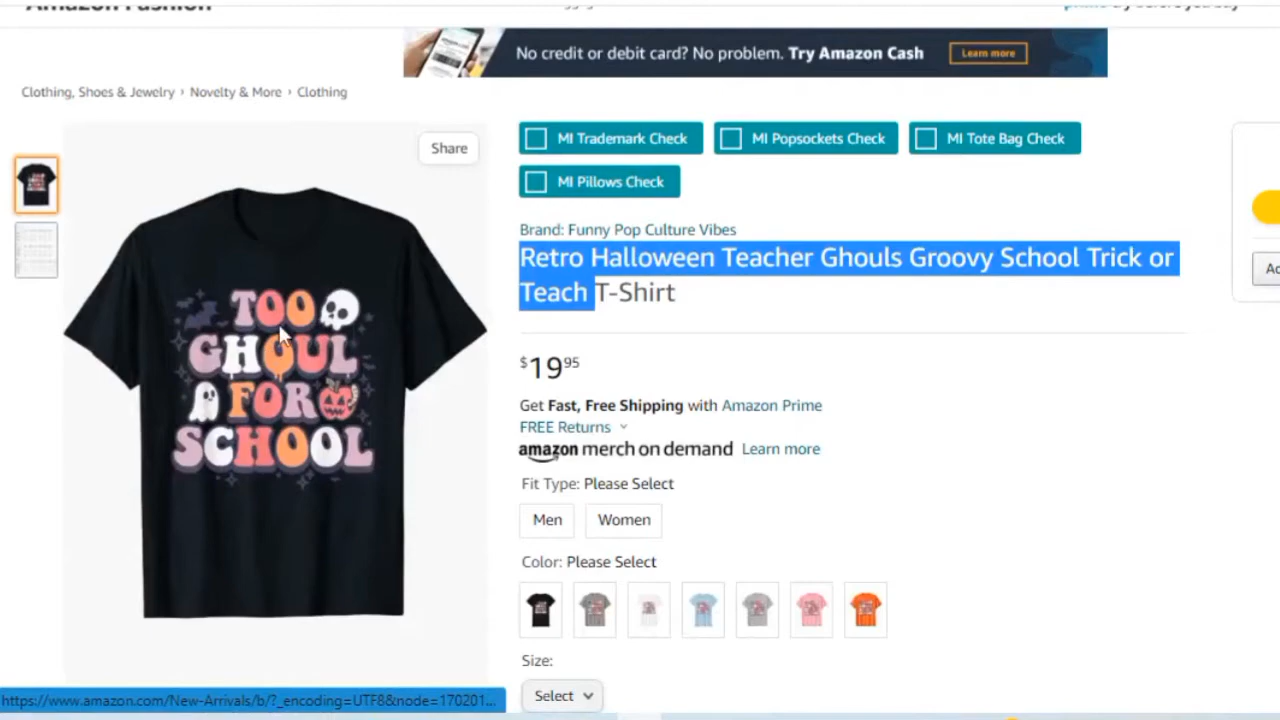 Amazon Fashion
No credit or debit card? No problem. Try Amazon Cash
Learn more
Clothing, Shoes & Jewelry › Novelty & More › Clothing
Share
MI Trademark Check
MI Popsockets Check
MI Tote Bag Check
MI Pillows Check
Brand: Funny Pop Culture Vibes
Retro Halloween Teacher Ghouls Groovy School Trick or
Teach T-Shirt
TOO
GHOUL
FOR
SCHOOL
$19 95
Get Fast, Free Shipping with Amazon Prime
FREE Returns
amazon merch on demand Learn more
Fit Type: Please Select
Men
Women
Color: Please Select
Size:
Select
https://www.amazon.com/New-Arrivals/b/?_encoding=UTF8&node=170201...